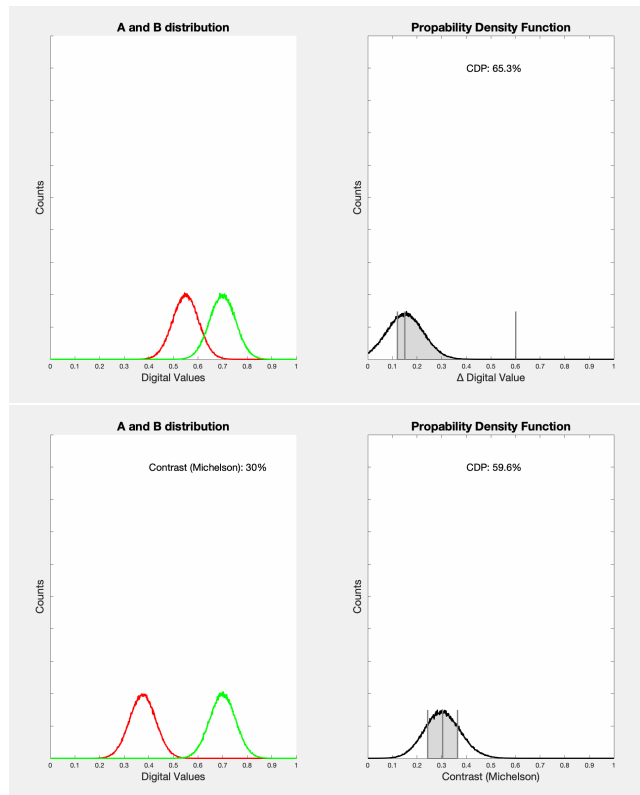 A and B distribution
Counts
0 0.1 0.2 0.3 0.4 0.5 0.6 0.7 0.8 0.9 1
Digital Values
Propability Density Function
CDP: 65.3%
Counts
0 0.1 0.2 0.3 0.4 0.5 0.6 0.7 0.8 0.9 1
Δ Digital Value
A and B distribution
Contrast (Michelson): 30%
Counts
0 0.1 0.2 0.3 0.4 0.5 0.6 0.7 0.8 0.9 1
Digital Values
Propability Density Function
CDP: 59.6%
Counts
0 0.1 0.2 0.3 0.4 0.5 0.6 0.7 0.8 0.9 1
Contrast (Michelson)